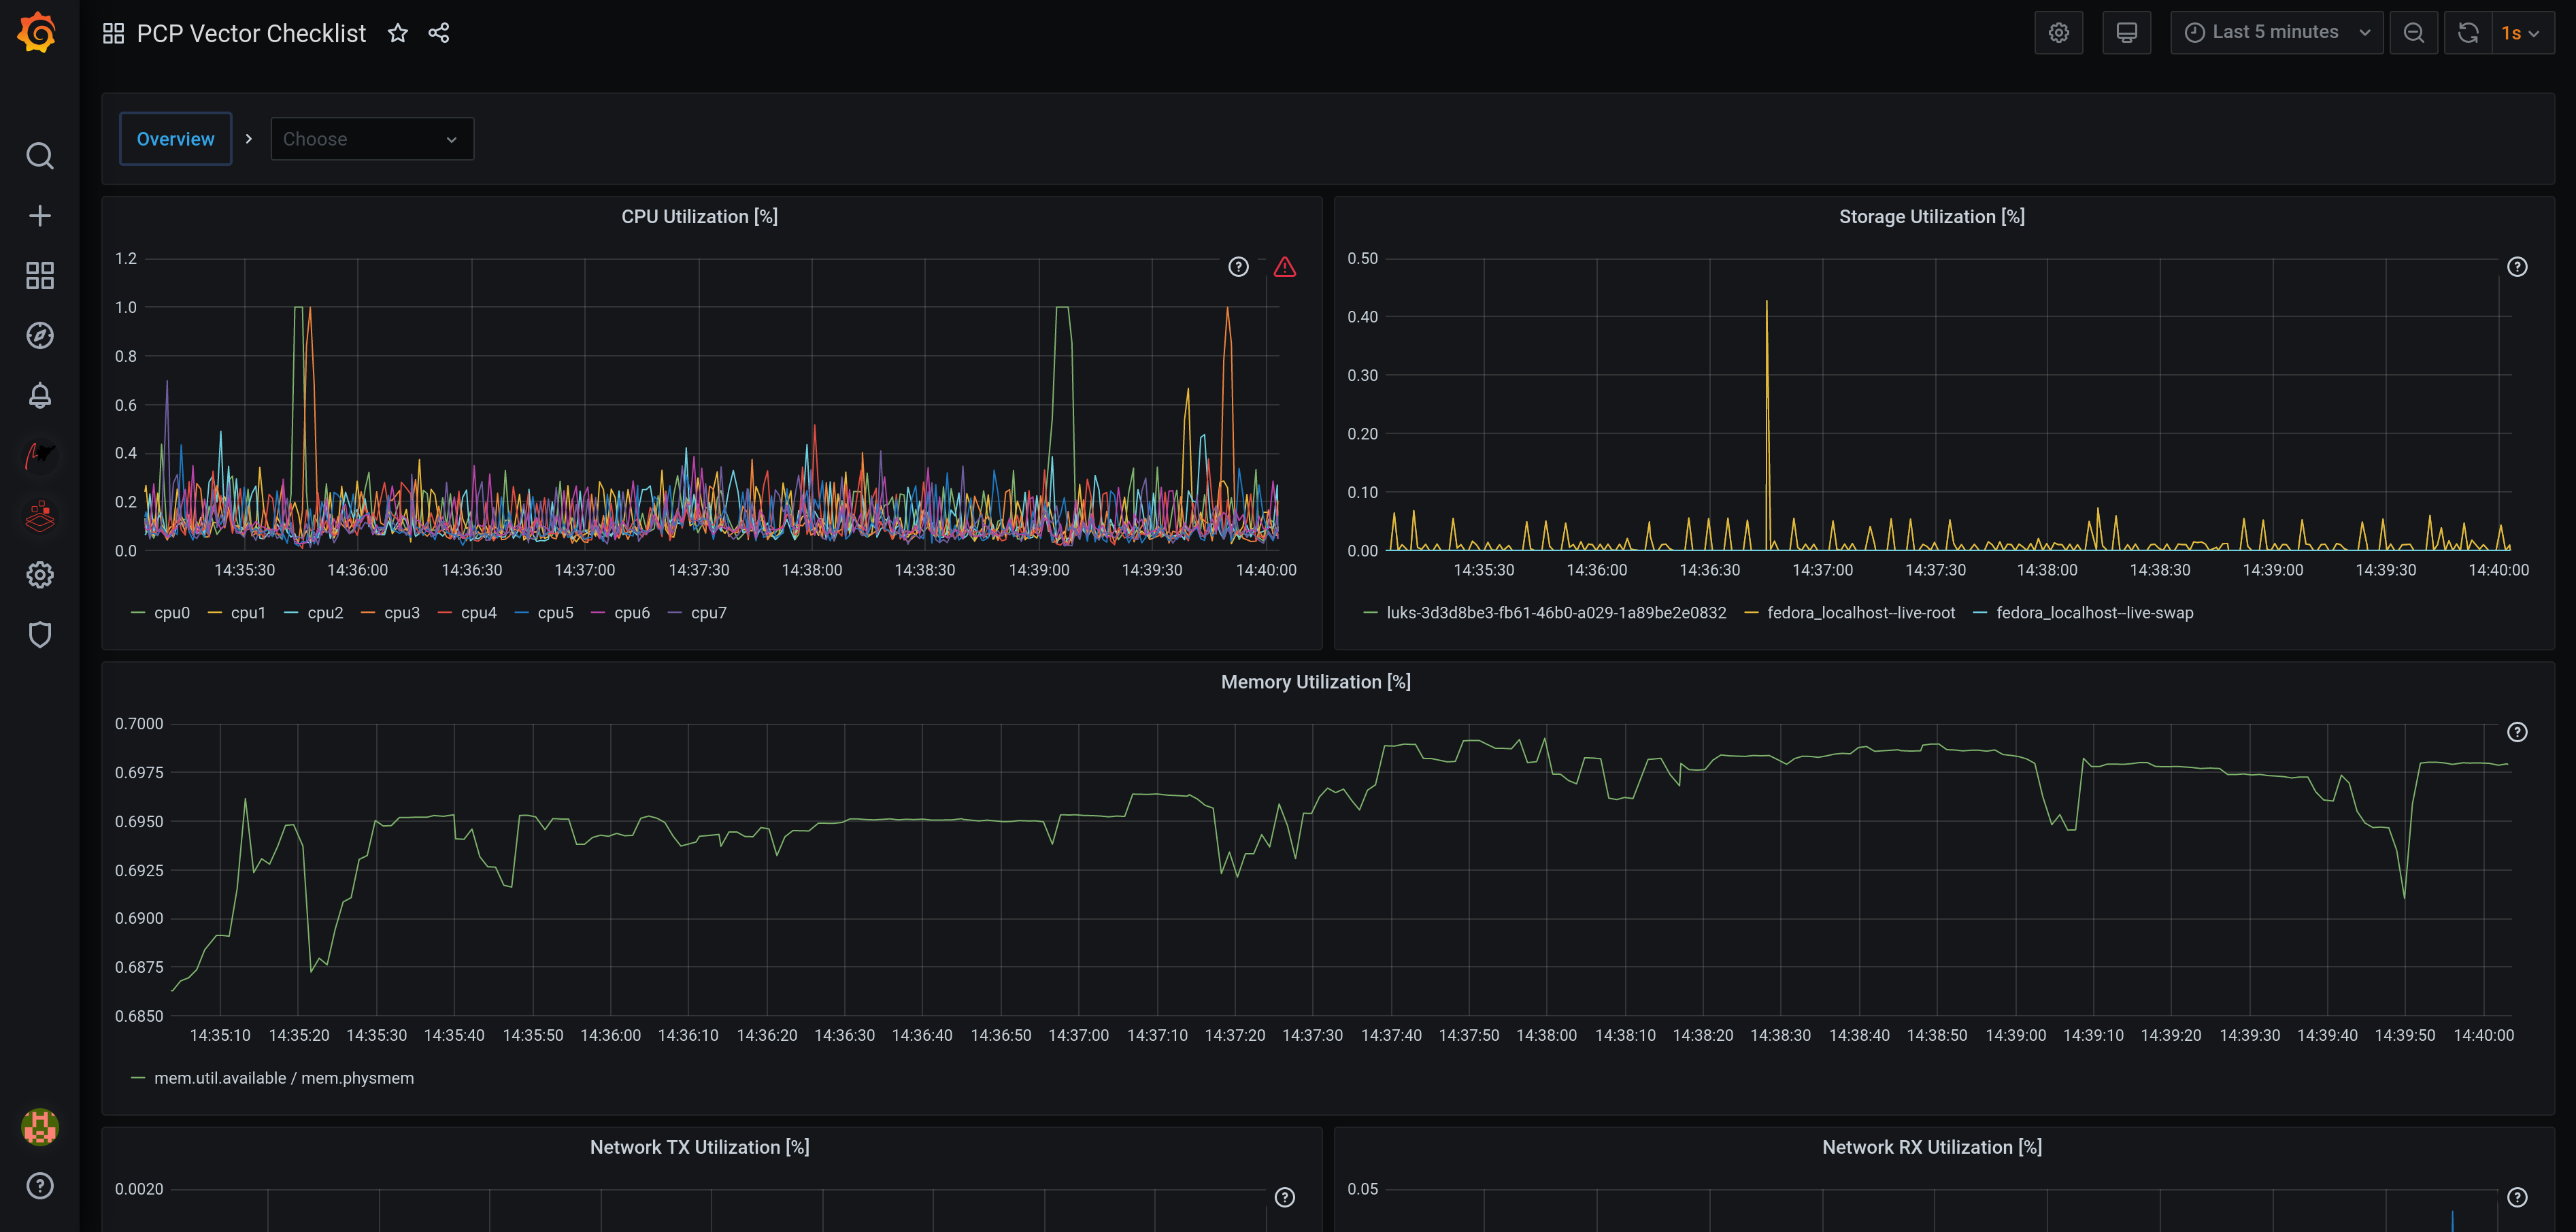 PCP Vector Checklist
Last 5 minutes
1s
Overview
Choose
CPU Utilization [%]
1.2
1.0
0.8
0.6
0.4
0.2
0.0
14:35:30 14:36:00 14:36:30 14:37:00 14:37:30 14:38:00 14:38:30 14:39:00 14:39:30 14:40:00
cpu0 cpu1 cpu2 cpu3 cpu4 cpu5 cpu6 cpu7
Storage Utilization [%]
0.50
0.40
0.30
0.20
0.10
0.00
14:35:30 14:36:00 14:36:30 14:37:00 14:37:30 14:38:00 14:38:30 14:39:00 14:39:30 14:40:00
luks-3d3d8be3-fb61-46b0-a029-1a89be2e0832 fedora_localhost--live-root fedora_localhost--live-swap
Memory Utilization [%]
0.7000
0.6975
0.6950
0.6925
0.6900
0.6875
0.6850
14:35:10 14:35:20 14:35:30 14:35:40 14:35:50 14:36:00 14:36:10 14:36:20 14:36:30 14:36:40 14:36:50 14:37:00 14:37:10 14:37:20 14:37:30 14:37:40 14:37:50 14:38:00 14:38:10 14:38:20 14:38:30 14:38:40 14:38:50 14:39:00 14:39:10 14:39:20 14:39:30 14:39:40 14:39:50 14:40:00
mem.util.available / mem.physmem
Network TX Utilization [%]
0.0020
Network RX Utilization [%]
0.05